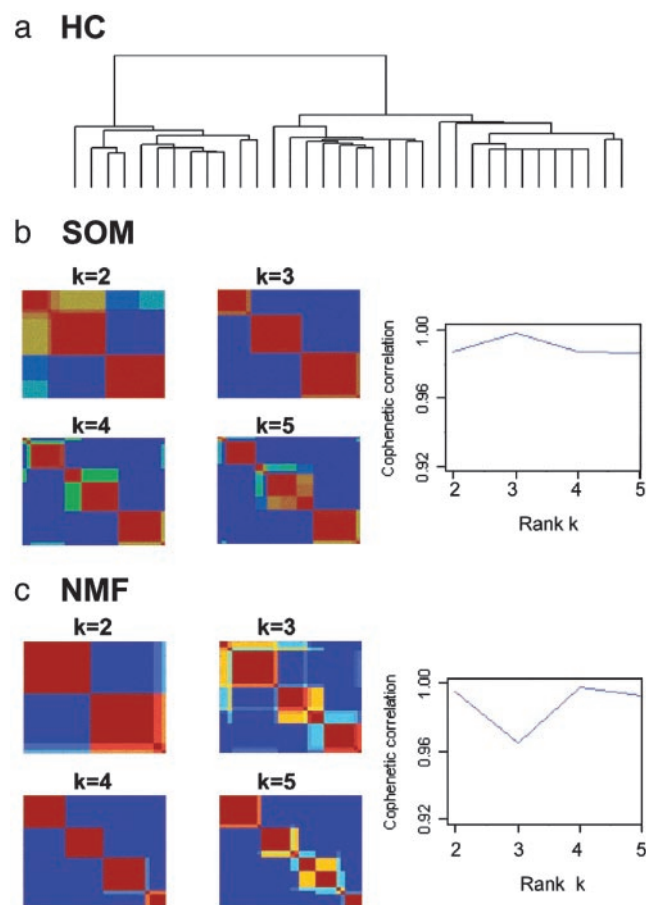 a HC
b SOM
k=2 k=3
k=4 k=5
Cophenetic correlation
1.00
0.96
0.92
2 3 4 5
Rank k
c NMF
k=2 k=3
k=4 k=5
Cophenetic correlation
1.00
0.96
0.92
2 3 4 5
Rank k